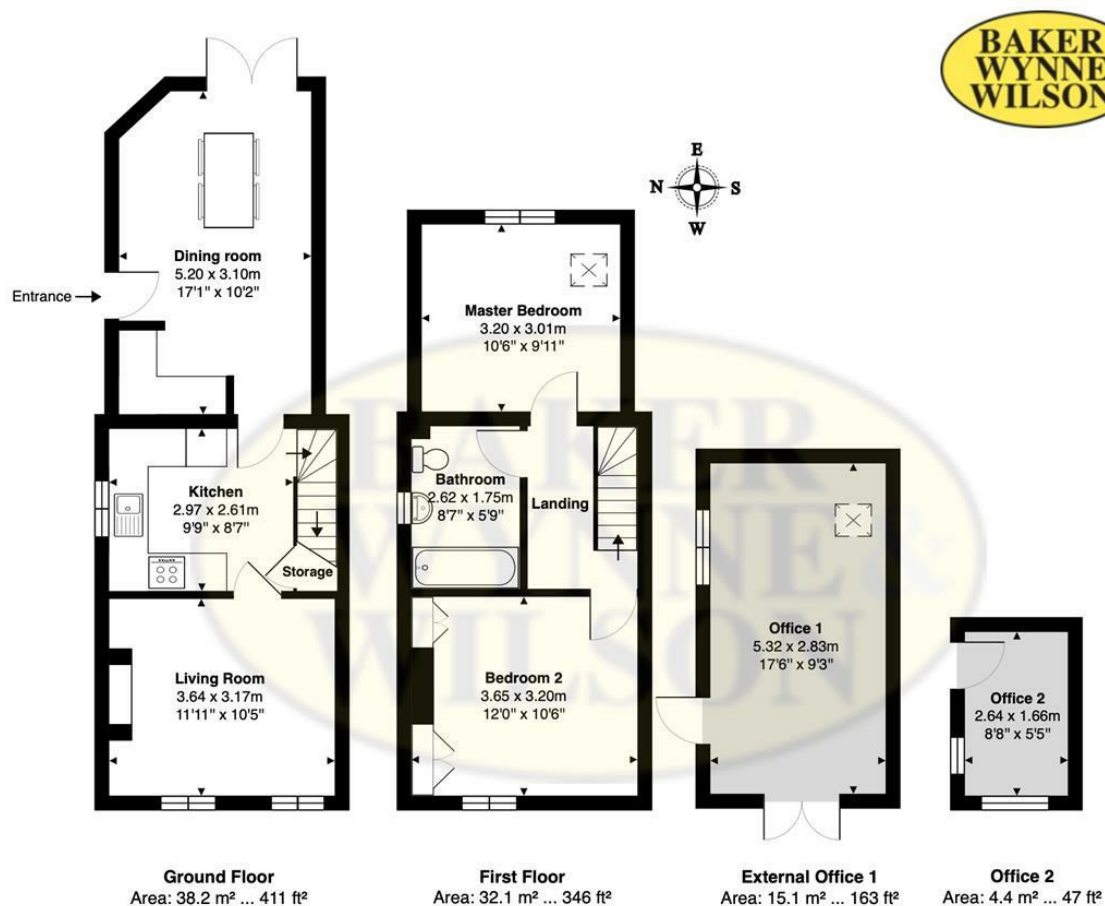 BAKER
WYNNE
WILSON
E
N
S
W
Dining room
5.20 x 3.10m
17'1" x 10'2"
Entrance
Master Bedroom
3.20 x 3.01m
10'6" x 9'11"
Kitchen
2.97 x 2.61m
9'9" x 8'7"
Storage
Bathroom
2.62 x 1.75m
8'7" x 5'9"
Landing
Living Room
3.64 x 3.17m
11'11" x 10'5"
Bedroom 2
3.65 x 3.20m
12'0" x 10'6"
Office 1
5.32 x 2.83m
17'6" x 9'3"
Office 2
2.64 x 1.66m
8'8" x 5'5"
BAKER
WYNNE &
WILSON
Ground Floor
Area: 38.2 m² ... 411 ft²
First Floor
Area: 32.1 m² ... 346 ft²
External Office 1
Area: 15.1 m² ... 163 ft²
Office 2
Area: 4.4 m² ... 47 ft²